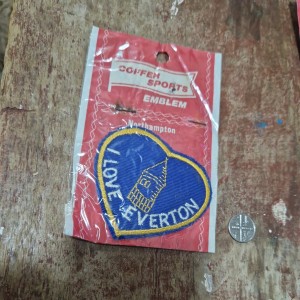 COFFER
SPORTS
EMBLEM
Northampton
I LOVE EVERTON